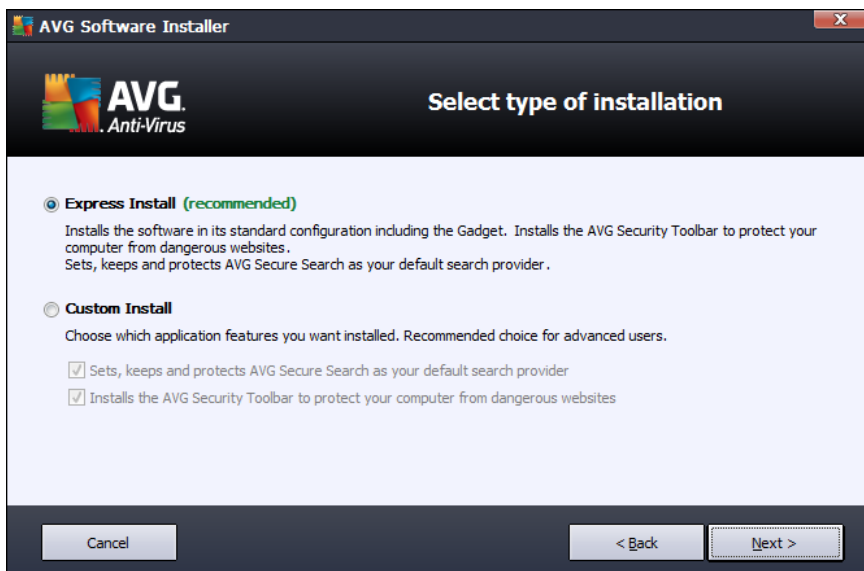 AVG Software Installer
AVG.
Anti-Virus
Select type of installation
Express Install (recommended)
Installs the software in its standard configuration including the Gadget. Installs the AVG Security Toolbar to protect your
computer from dangerous websites.
Sets, keeps and protects AVG Secure Search as your default search provider.
Custom Install
Choose which application features you want installed. Recommended choice for advanced users.
Sets, keeps and protects AVG Secure Search as your default search provider
Installs the AVG Security Toolbar to protect your computer from dangerous websites
Cancel
< Back
Next >